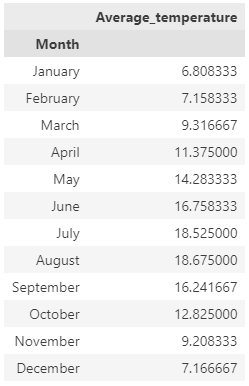 Average_temperature
Month
January 6.808333
February 7.158333
March 9.316667
April 11.375000
May 14.283333
June 16.758333
July 18.525000
August 18.675000
September 16.241667
October 12.825000
November 9.208333
December 7.166667